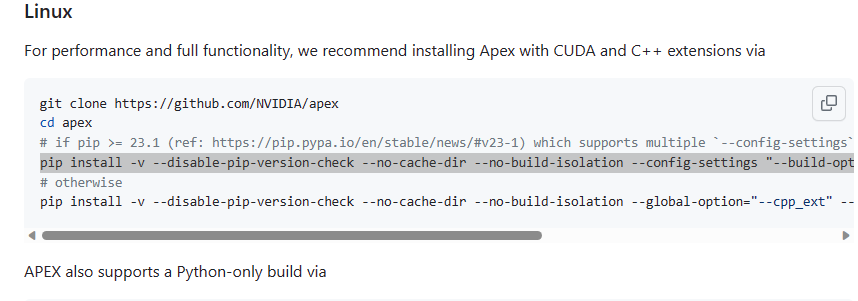 Linux
For performance and full functionality, we recommend installing Apex with CUDA and C++ extensions via
git clone https://github.com/NVIDIA/apex
cd apex
# if pip >= 23.1 (ref: https://pip.pypa.io/en/stable/news/#v23-1) which supports multiple `--config-settings`
pip install -v --disable-pip-version-check --no-cache-dir --no-build-isolation --config-settings "--build-opt
# otherwise
pip install -v --disable-pip-version-check --no-cache-dir --no-build-isolation --global-option="--cpp_ext" --
APEX also supports a Python-only build via